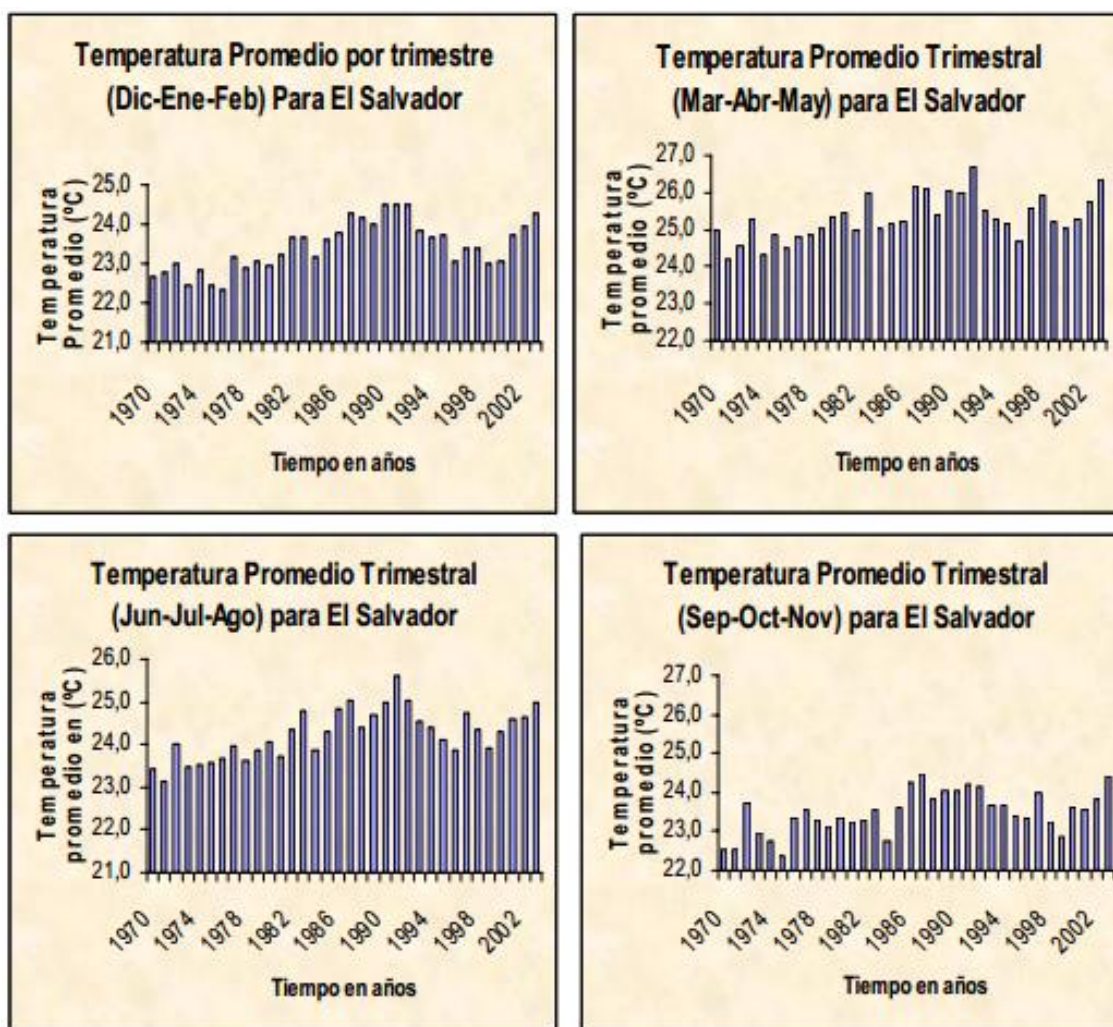 Temperatura Promedio por trimestre
(Dic-Ene-Feb) Para El Salvador
Temperatura
Promedio (ºC)
25,0
24,0
23,0
22,0
21,0
1970
1974
1978
1982
1986
1990
1994
1998
2002
Tiempo en años
Temperatura Promedio Trimestral
(Mar-Abr-May) para El Salvador
Temperatura
promedio (ºC)
27,0
26,0
25,0
24,0
23,0
22,0
1970
1974
1978
1982
1986
1990
1994
1998
2002
Tiempo en años
Temperatura Promedio Trimestral
(Jun-Jul-Ago) para El Salvador
Temperatura
promedio en (ºC)
26,0
25,0
24,0
23,0
22,0
21,0
1970
1974
1978
1982
1986
1990
1994
1998
2002
Tiempo en años
Temperatura Promedio Trimestral
(Sep-Oct-Nov) para El Salvador
Temperatura
promedio (ºC)
27,0
26,0
25,0
24,0
23,0
22,0
1970
1974
1978
1982
1986
1990
1994
1998
2002
Tiempo en años